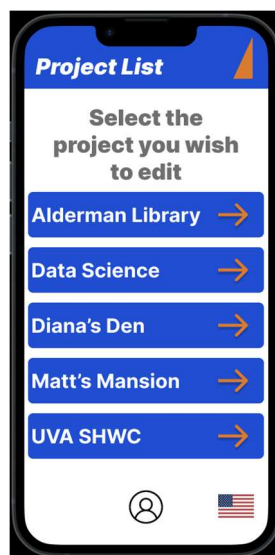 Project List
Select the
project you wish
to edit
Alderman Library
Data Science
Diana's Den
Matt's Mansion
UVA SHWC